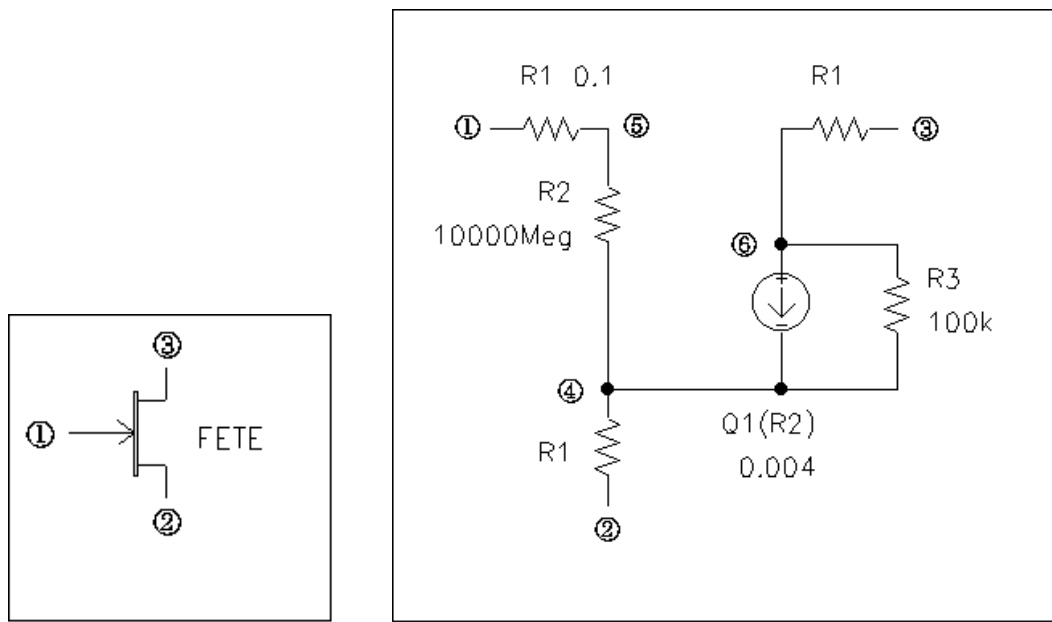 ③
①
FETE
②
R1 0.1
R1
①
⑤
③
R2
10000Meg
⑥
R3
100k
④
Q1(R2)
0.004
R1
②